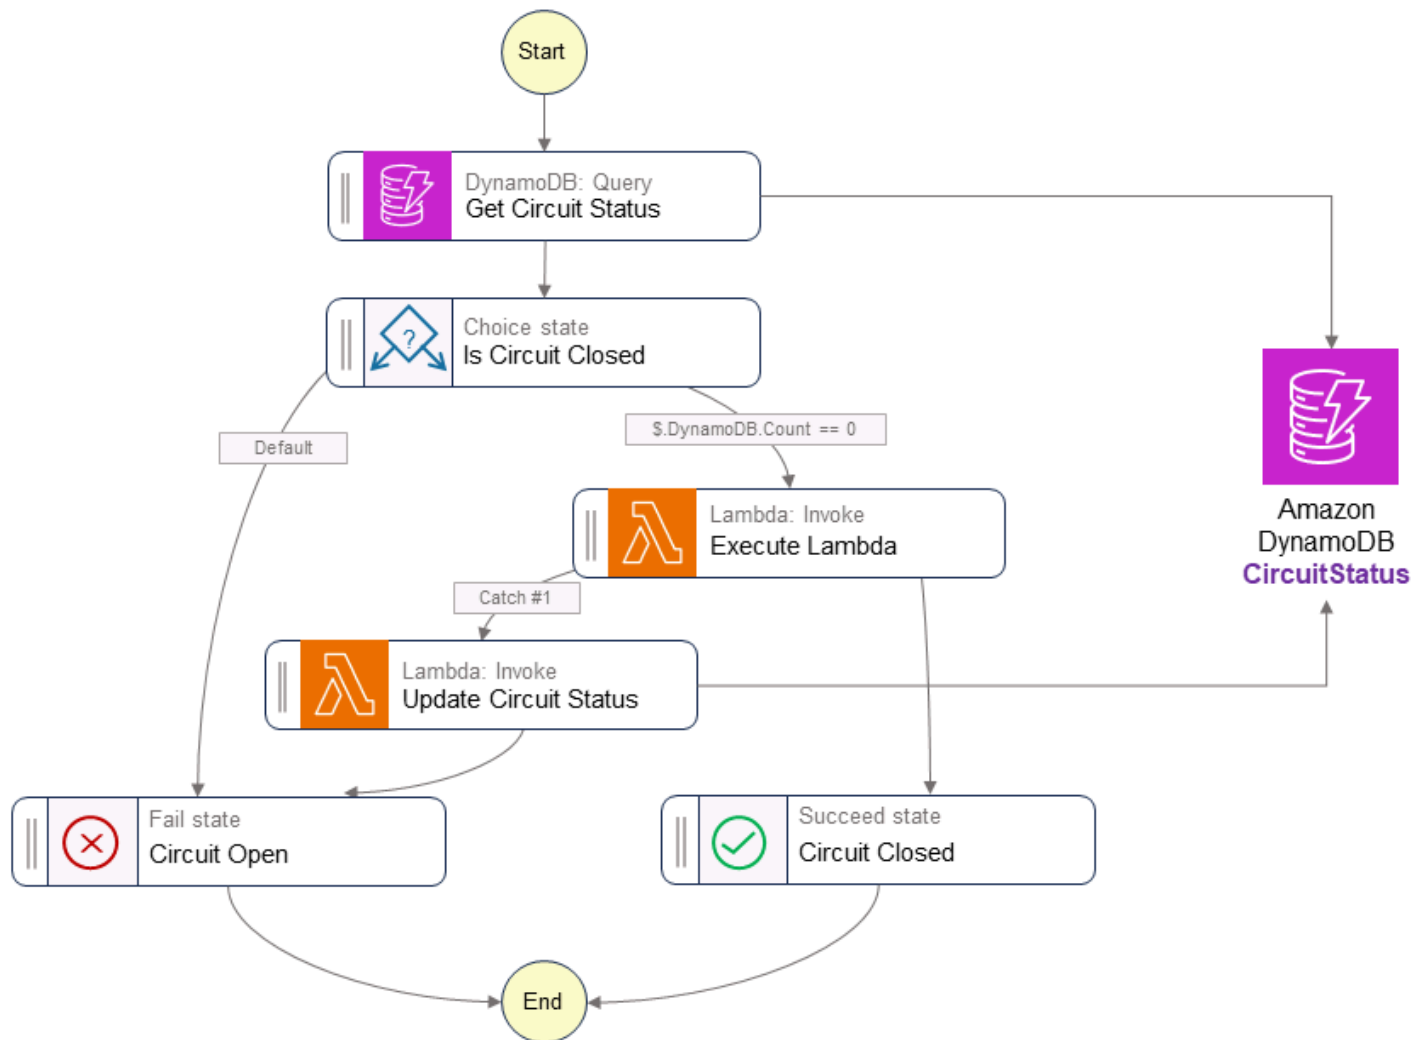 Start
DynamoDB: Query
Get Circuit Status
Choice state
Is Circuit Closed
?
Default
$.DynamoDB.Count == 0
Lambda: Invoke
Execute Lambda
Amazon
DynamoDB
CircuitStatus
Catch #1
Lambda: Invoke
Update Circuit Status
Fail state
Circuit Open
Succeed state
Circuit Closed
End